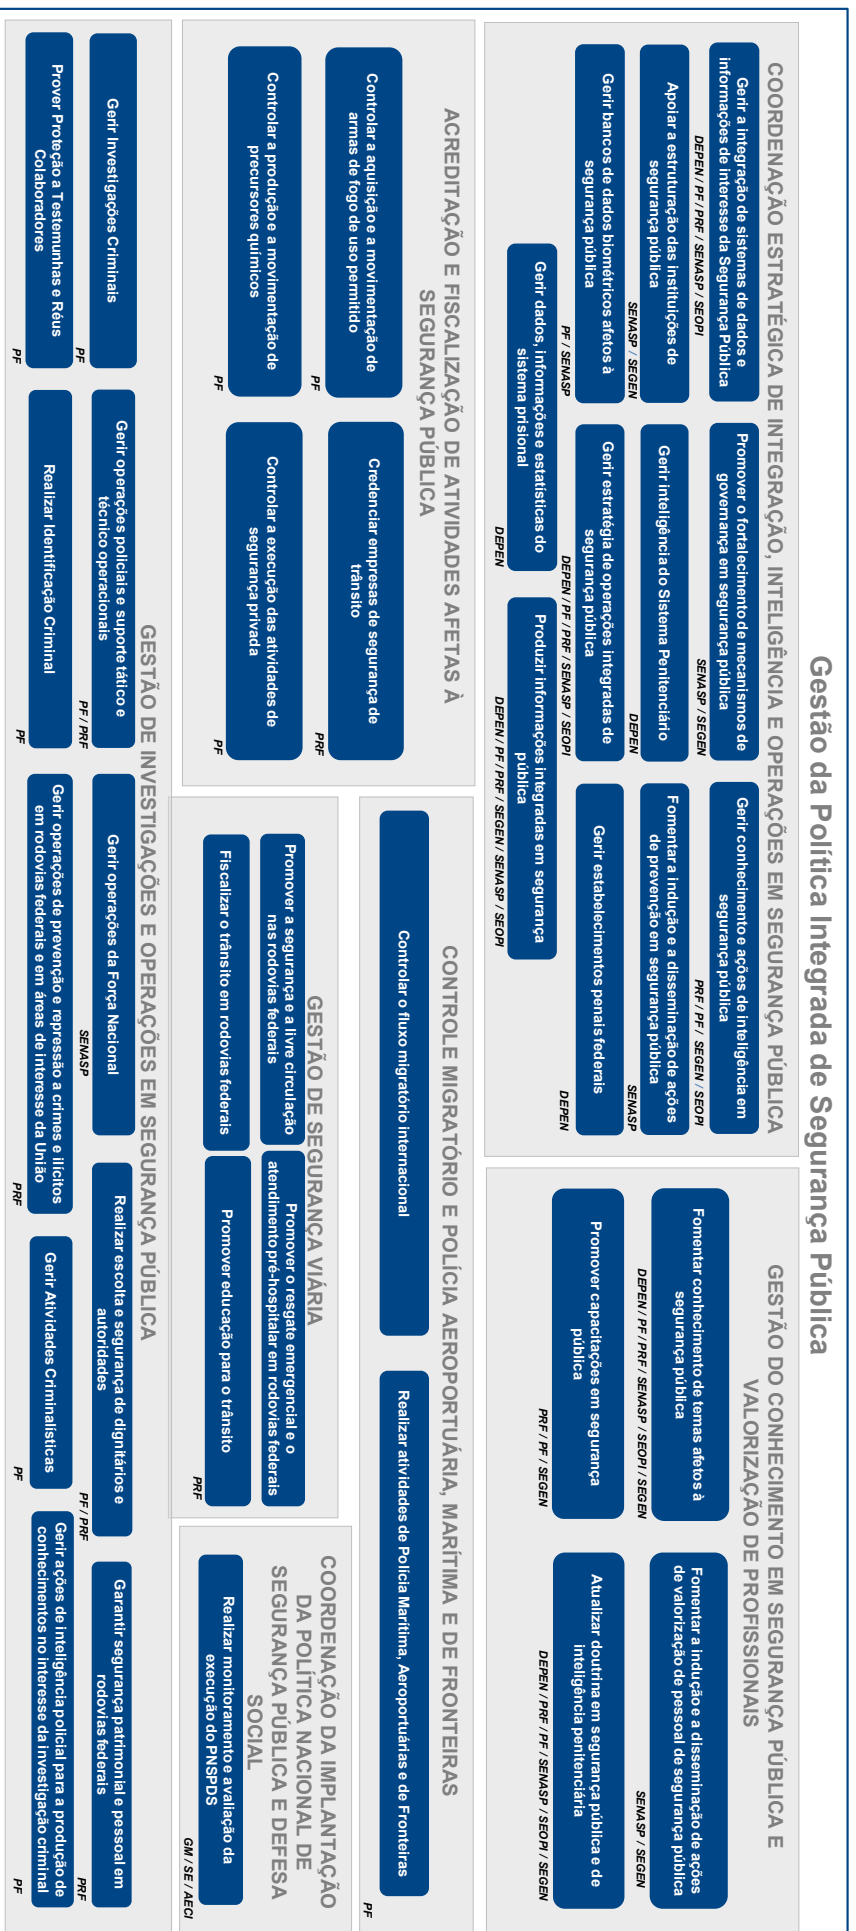 Gestão da Política Integrada de Segurança Pública
COORDENAÇÃO ESTRATÉGICA DE INTEGRAÇÃO, INTELIGÊNCIA E OPERAÇÕES EM SEGURANÇA PÚBLICA
Gerir a integração de sistemas de dados e
informações de interesse da Segurança Pública
DEPEN / PF / PRF / SENASP / SEOPI
Promover o fortalecimento de mecanismos de
governança em segurança pública
SENASP / SEGEN
Gerir conhecimento e ações de inteligência em
segurança pública
PRF / PF / SEGEN / SEOPI
Apoiar a estruturação das instituições de
segurança pública
SENASP / SEGEN
Gerir inteligência do Sistema Penitenciário
DEPEN
Fomentar a indução e a disseminação de ações
de prevenção em segurança pública
SENASP
Gerir bancos de dados biométricos afetos à
segurança pública
PF / SENASP
Gerir estratégia de operações integradas de
segurança pública
DEPEN / PF / PRF / SENASP / SEOPI
Gerir estabelecimentos penais federais
DEPEN
Gerir dados, informações e estatísticas do
sistema prisional
DEPEN
Produzir informações integradas em segurança
pública
DEPEN / PF / PRF / SEGEN / SENASP / SEOPI
GESTÃO DO CONHECIMENTO EM SEGURANÇA PÚBLICA E
VALORIZAÇÃO DE PROFISSIONAIS
Fomentar conhecimento de temas afetos à
segurança pública
DEPEN / PF / PRF / SENASP / SEOPI / SEGEN
Fomentar a indução e a disseminação de ações
de valorização de pessoal de segurança pública
SENASP / SEGEN
Promover capacitações em segurança
pública
PRF / PF / SEGEN
Atualizar doutrina em segurança pública e de
inteligência penitenciária
DEPEN / PRF / PF / SENASP / SEOPI / SEGEN
ACREDITAÇÃO E FISCALIZAÇÃO DE ATIVIDADES AFETAS À
SEGURANÇA PÚBLICA
Controlar a aquisição e a movimentação de
armas de fogo de uso permitido
PF
Credenciar empresas de segurança de
trânsito
PRF
Controlar a produção e a movimentação de
precursores químicos
PF
Controlar a execução das atividades de
segurança privada
PF
CONTROLE MIGRATÓRIO E POLÍCIA AEROPORTUÁRIA, MARÍTIMA E DE FRONTEIRAS
Controlar o fluxo migratório internacional
Realizar atividades de Polícia Marítima, Aeroportuárias e de Fronteiras
PF
GESTÃO DE SEGURANÇA VIÁRIA
Promover a segurança e a livre circulação
nas rodovias federais
Promover o resgate emergencial e o
atendimento pré-hospitalar em rodovias federais
Fiscalizar o trânsito em rodovias federais
Promover educação para o trânsito
PRF
COORDENAÇÃO DA IMPLANTAÇÃO
DA POLÍTICA NACIONAL DE
SEGURANÇA PÚBLICA E DEFESA
SOCIAL
Realizar monitoramento e avaliação da
execução do PNSPDS
GM / SE / AECI
GESTÃO DE INVESTIGAÇÕES E OPERAÇÕES EM SEGURANÇA PÚBLICA
Gerir Investigações Criminais
PF
Gerir operações policiais e suporte tático e
técnico operacionais
PF / PRF
Gerir operações da Força Nacional
SENASP
Realizar escolta e segurança de dignitários e
autoridades
PF / PRF
Garantir segurança patrimonial e pessoal em
rodovias federais
PRF
Prover Proteção a Testemunhas e Réus
Colaboradores
PF
Realizar Identificação Criminal
PF
Gerir operações de prevenção e repressão a crimes e ilícitos
em rodovias federais e em áreas de interesse da União
PRF
Gerir Atividades Criminalísticas
PF
Gerir ações de inteligência policial para a produção de
conhecimentos no interesse da investigação criminal
PF